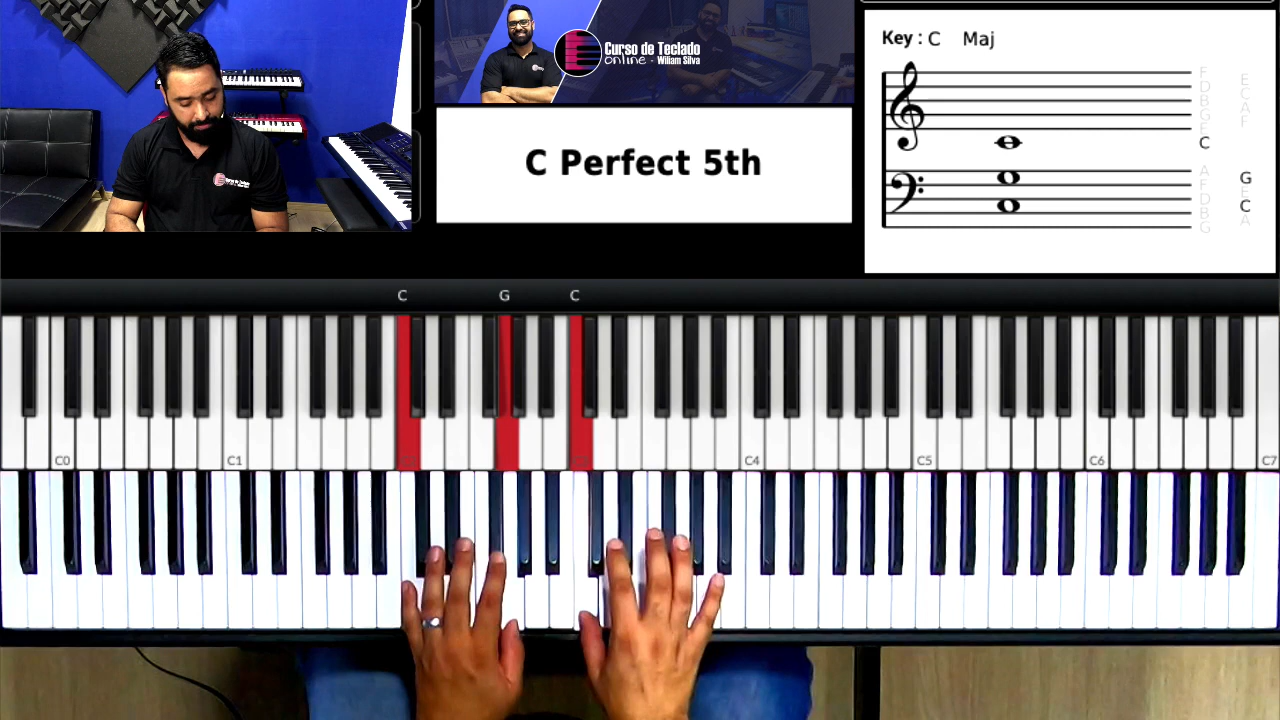 Curso de Teclado
online - Wiliam Silva
Key : C Maj
C Perfect 5th
F
D
B
G
E
C
A
F
D
B
G
E
C
A
F
G
E
C
A
C G C
C0 C1 C4 C5 C6 C7